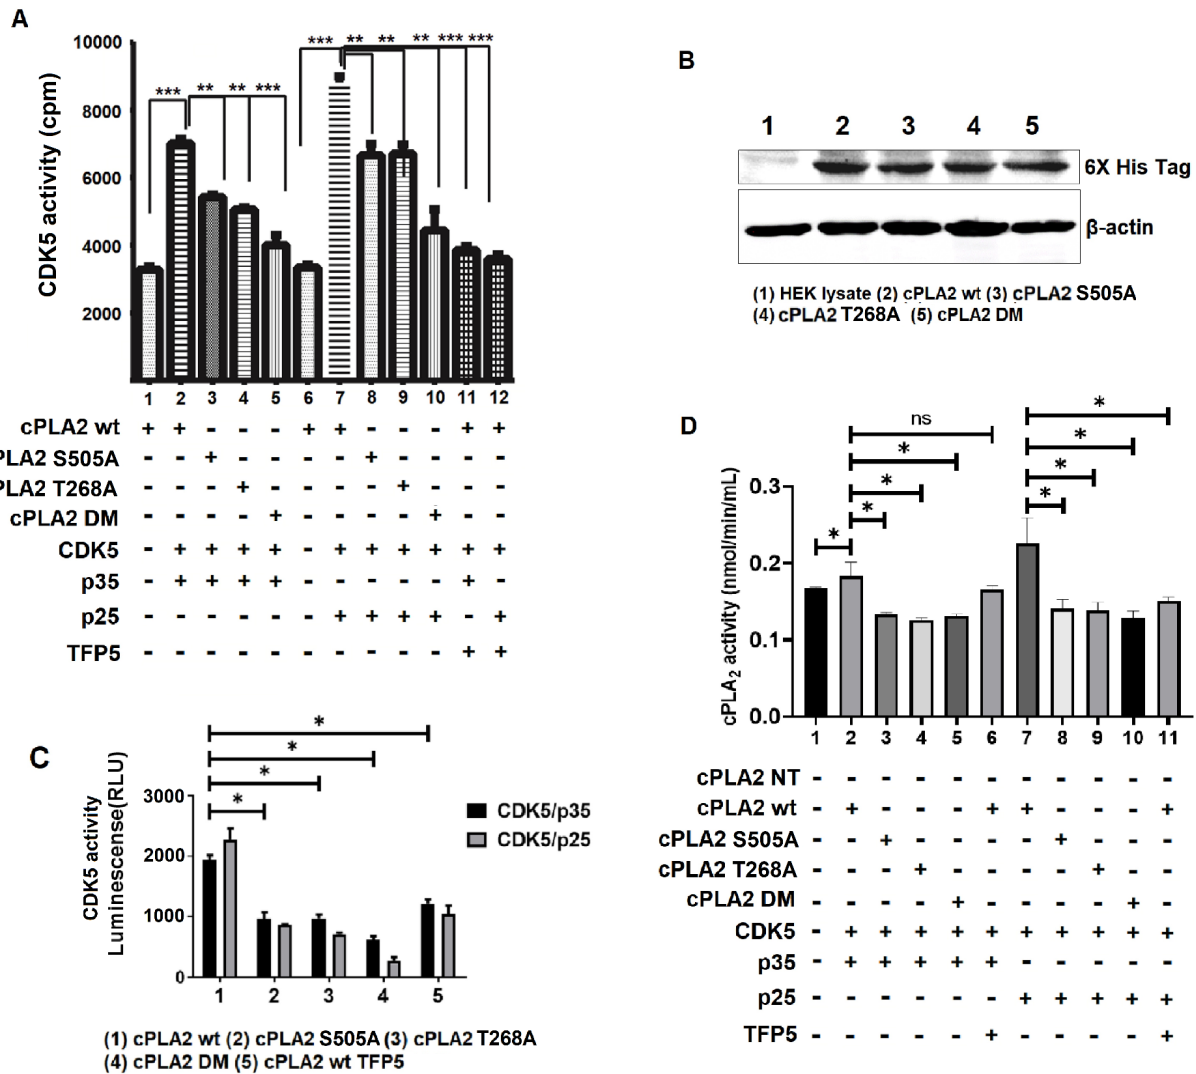 A
CDK5 activity (cpm)
10000
8000
6000
4000
2000
*** ** ** *** *** ** ** ** *** ***
1 2 3 4 5 6 7 8 9 10 11 12
cPLA2 wt + + - - - + + - - - + +
PLA2 S505A - - + - - - - + - - - -
PLA2 T268A - - - + - - - - + - - -
cPLA2 DM - - - - + - - - - + - -
CDK5 - + + + + - + + + + + +
p35 - + + + + - - - - - + -
p25 - - - - - - + + + + - +
TFP5 - - - - - - - - - - + +
B
1 2 3 4 5
6X His Tag
β-actin
(1) HEK lysate (2) cPLA2 wt (3) cPLA2 S505A
(4) cPLA2 T268A (5) cPLA2 DM
C
CDK5 activity
Luminescense(RLU)
3000
2000
1000
0
*
*
*
*
CDK5/p35
CDK5/p25
1 2 3 4 5
(1) cPLA2 wt (2) cPLA2 S505A (3) cPLA2 T268A
(4) cPLA2 DM (5) cPLA2 wt TFP5
D
cPLA₂ activity (nmol/min/mL)
0.3
0.2
0.1
0.0
*
*
*
*
ns
*
*
*
*
1 2 3 4 5 6 7 8 9 10 11
cPLA2 NT - - - - - - - - - - -
cPLA2 wt - + - - - + + - - - +
cPLA2 S505A - - + - - - - + - - -
cPLA2 T268A - - - + - - - - + - -
cPLA2 DM - - - - + - - - - + -
CDK5 - + + + + + + + + + +
p35 - + + + + + - - - - -
p25 - - - - - - + + + + +
TFP5 - - - - - + - - - - +